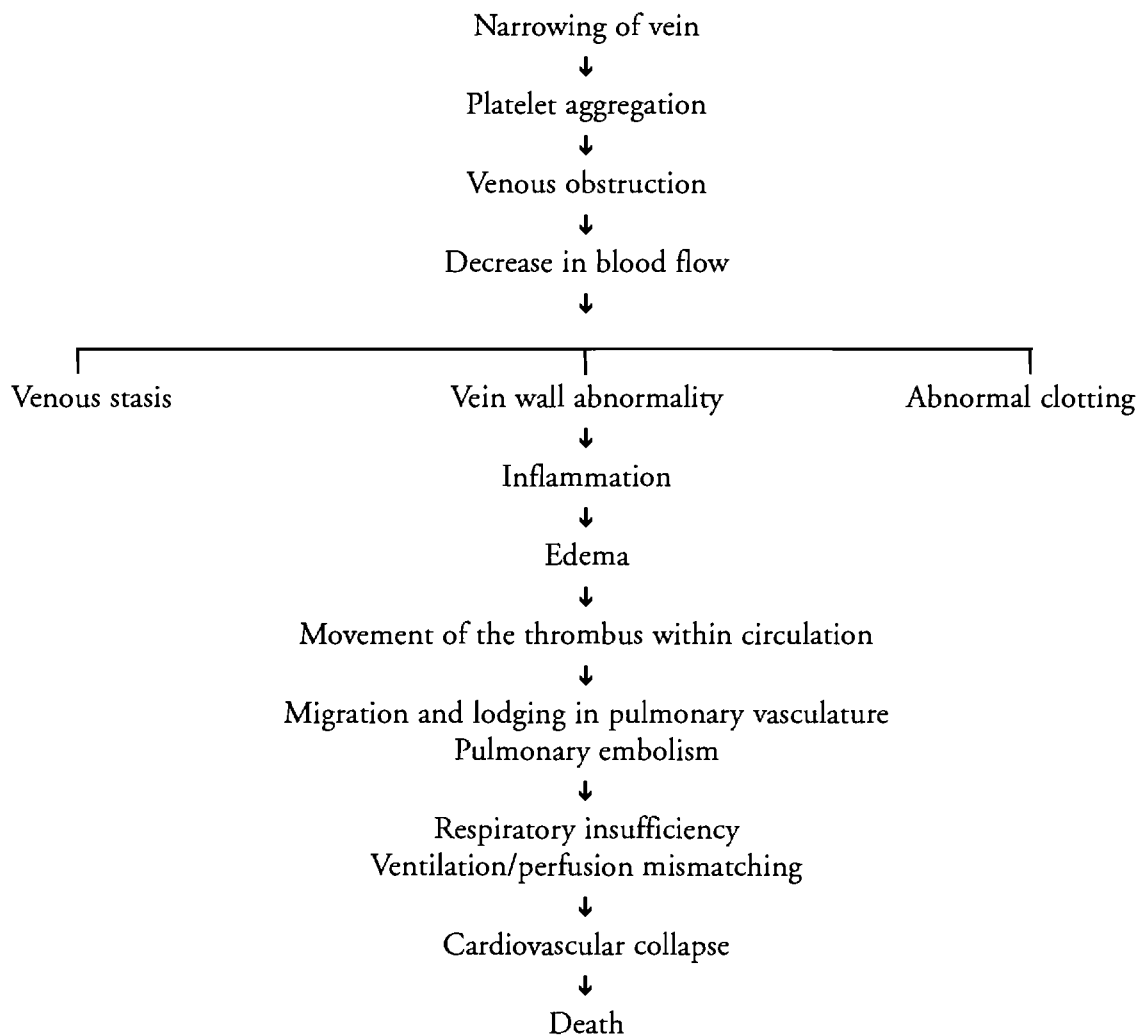 Narrowing of vein
↓
Platelet aggregation
↓
Venous obstruction
↓
Decrease in blood flow
↓
Venous stasis Vein wall abnormality Abnormal clotting
↓
Inflammation
↓
Edema
↓
Movement of the thrombus within circulation
↓
Migration and lodging in pulmonary vasculature
Pulmonary embolism
↓
Respiratory insufficiency
Ventilation/perfusion mismatching
↓
Cardiovascular collapse
↓
Death